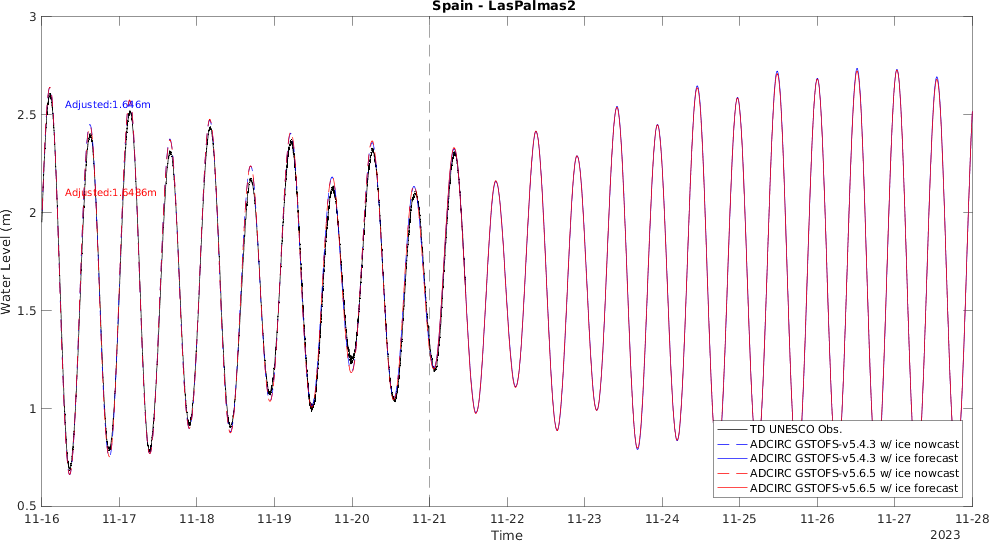 Spain - LasPalmas2
3
2.5
2
1.5
1
0.5
Water Level (m)
Adjusted:1.646m
Adjusted:1.6486m
TD UNESCO Obs.
ADCIRC GSTOFS-v5.4.3 w/ ice nowcast
ADCIRC GSTOFS-v5.4.3 w/ ice forecast
ADCIRC GSTOFS-v5.6.5 w/ ice nowcast
ADCIRC GSTOFS-v5.6.5 w/ ice forecast
11-16 11-17 11-18 11-19 11-20 11-21 11-22 11-23 11-24 11-25 11-26 11-27 11-28
Time
2023